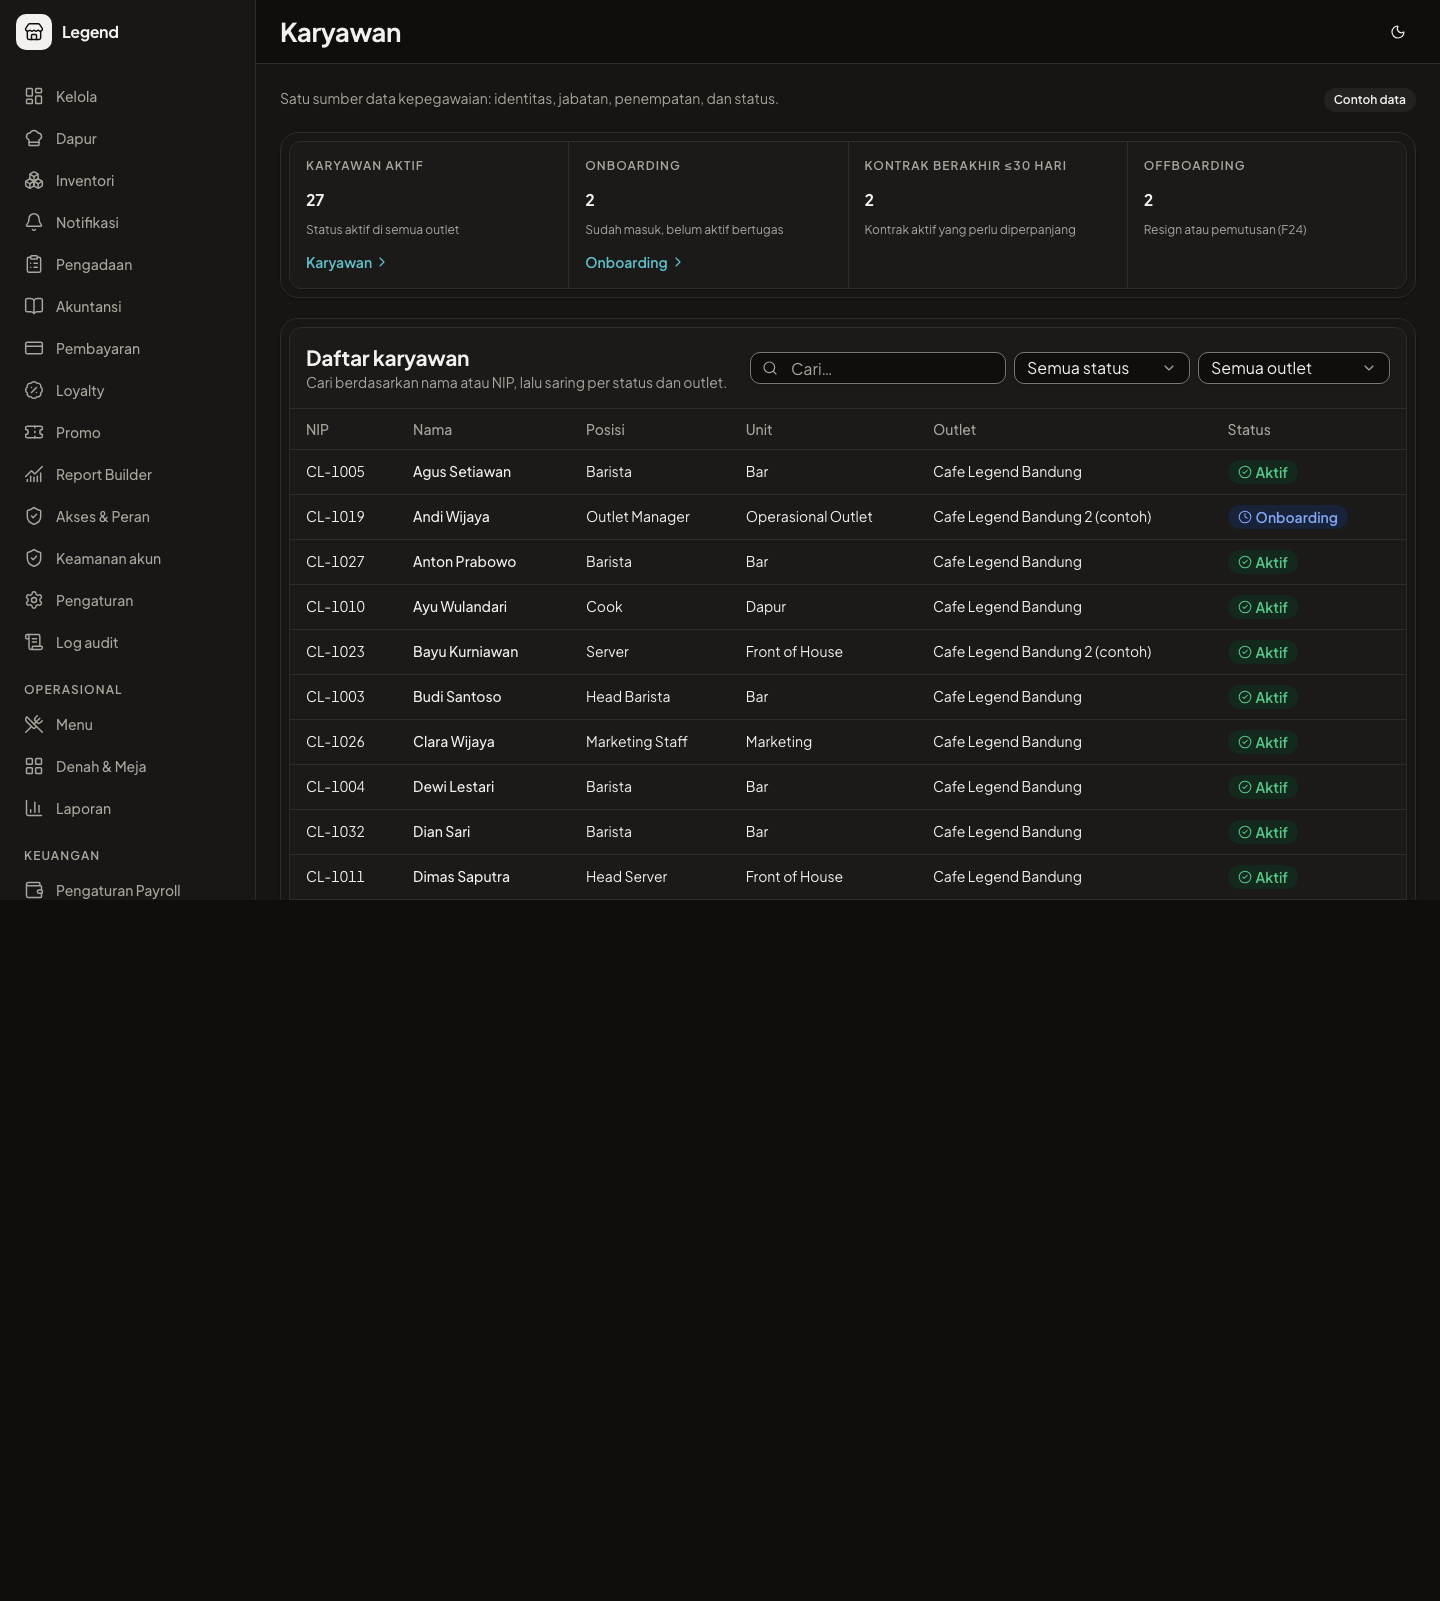 Legend
Kelola
Dapur
Inventori
Notifikasi
Pengadaan
Akuntansi
Pembayaran
Loyalty
Promo
Report Builder
Akses & Peran
Keamanan akun
Pengaturan
Log audit
OPERASIONAL
Menu
Denah & Meja
Laporan
KEUANGAN
Pengaturan Payroll
Karyawan
Satu sumber data kepegawaian: identitas, jabatan, penempatan, dan status.
Contoh data
KARYAWAN AKTIF
27
Status aktif di semua outlet
Karyawan
ONBOARDING
2
Sudah masuk, belum aktif bertugas
Onboarding
KONTRAK BERAKHIR ≤30 HARI
2
Kontrak aktif yang perlu diperpanjang
OFFBOARDING
2
Resign atau pemutusan (F24)
Daftar karyawan
Cari berdasarkan nama atau NIP, lalu saring per status dan outlet.
Cari...
Semua status
Semua outlet
NIP Nama Posisi Unit Outlet Status
CL-1005 Agus Setiawan Barista Bar Cafe Legend Bandung Aktif
CL-1019 Andi Wijaya Outlet Manager Operasional Outlet Cafe Legend Bandung 2 (contoh) Onboarding
CL-1027 Anton Prabowo Barista Bar Cafe Legend Bandung Aktif
CL-1010 Ayu Wulandari Cook Dapur Cafe Legend Bandung Aktif
CL-1023 Bayu Kurniawan Server Front of House Cafe Legend Bandung 2 (contoh) Aktif
CL-1003 Budi Santoso Head Barista Bar Cafe Legend Bandung Aktif
CL-1026 Clara Wijaya Marketing Staff Marketing Cafe Legend Bandung Aktif
CL-1004 Dewi Lestari Barista Bar Cafe Legend Bandung Aktif
CL-1032 Dian Sari Barista Bar Cafe Legend Bandung Aktif
CL-1011 Dimas Saputra Head Server Front of House Cafe Legend Bandung Aktif